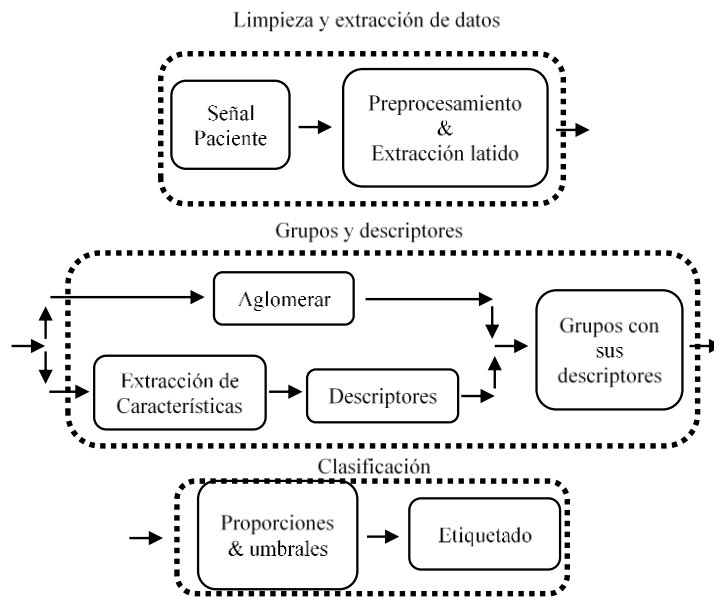 Limpieza y extracción de datos
Señal
Paciente
Preprocesamiento
&
Extracción latido
Grupos y descriptores
Aglomerar
Extracción de
Características
Descriptores
Grupos con
sus
descriptores
Clasificación
Proporciones
& umbrales
Etiquetado